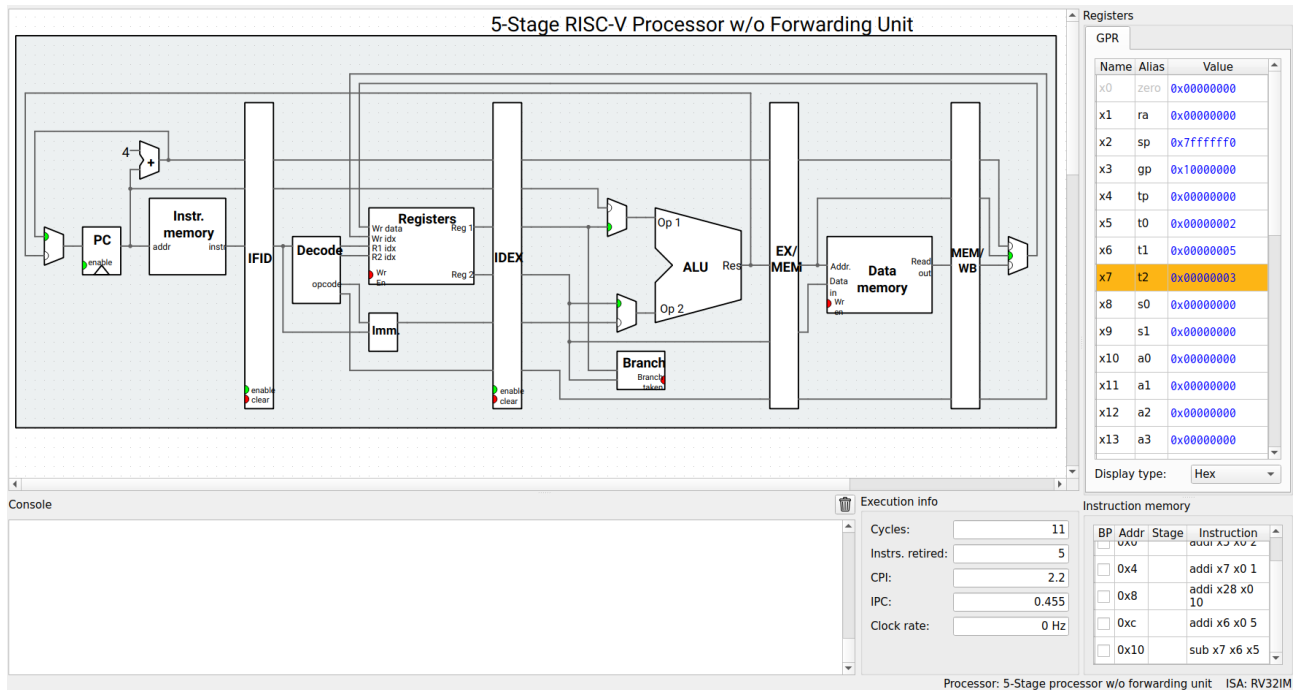 5-Stage RISC-V Processor w/o Forwarding Unit
4
+
PC
enable
Instr.
memory
addr
instr
IFID
enable
clear
Decode
opcode
Registers
Wr data
Wr idx
R1 idx
R2 idx
Wr
En
Reg 1
Reg 2
Imm.
IDEX
enable
clear
Op 1
ALU
Res
Op 2
Branch
Branch
taken
EX/
MEM
Addr.
Data
in
Wr
en
Data
memory
Read
out
MEM/
WB
Registers
GPR
Name Alias Value
x0 zero 0x00000000
x1 ra 0x00000000
x2 sp 0x7ffffff0
x3 gp 0x10000000
x4 tp 0x00000000
x5 t0 0x00000002
x6 t1 0x00000005
x7 t2 0x00000003
x8 s0 0x00000000
x9 s1 0x00000000
x10 a0 0x00000000
x11 a1 0x00000000
x12 a2 0x00000000
x13 a3 0x00000000
Display type: Hex
Console
Execution info
Cycles: 11
Instrs. retired: 5
CPI: 2.2
IPC: 0.455
Clock rate: 0 Hz
Instruction memory
BP Addr Stage Instruction
0x0 addi x5 x0 2
0x4 addi x7 x0 1
0x8 addi x28 x0
10
0xc addi x6 x0 5
0x10 sub x7 x6 x5
Processor: 5-Stage processor w/o forwarding unit ISA: RV32IM